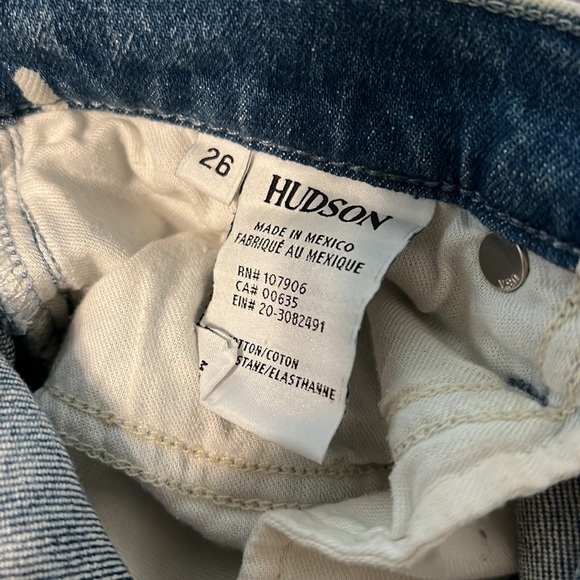 26
HUDSON
MADE IN MEXICO
FABRIQUÉ AU MEXIQUE
RN# 107906
CA# 00635
EIN# 20-3082491
TTON/COTON
STANE/ELASTHANNE
M